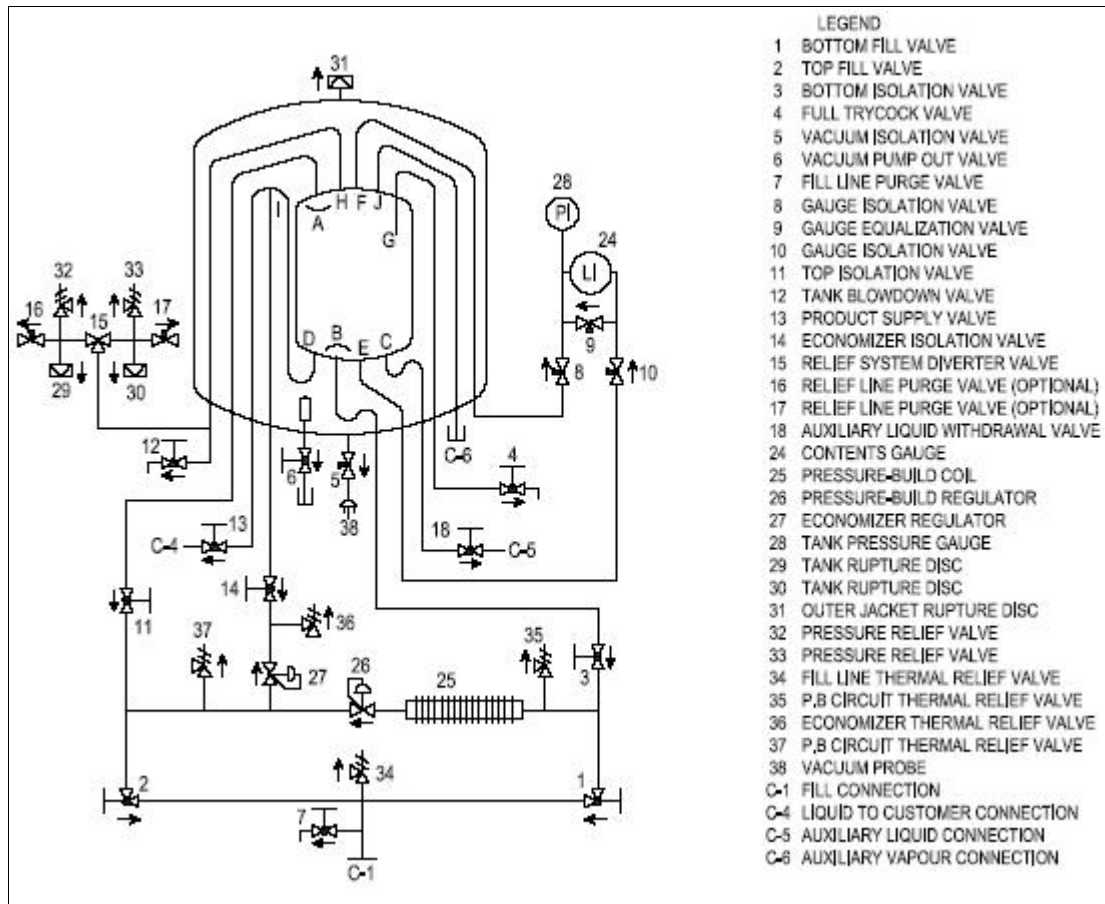 31
I
A
H
F
J
G
28
PI
24
LI
9
8
10
32
33
16
15
17
29
30
D
B
E
C
12
6
5
38
C-6
4
13
C-4
18
C-5
11
14
36
37
27
26
25
35
3
2
34
1
7
C-1
LEGEND
1 BOTTOM FILL VALVE
2 TOP FILL VALVE
3 BOTTOM ISOLATION VALVE
4 FULL TRYCOCK VALVE
5 VACUUM ISOLATION VALVE
6 VACUUM PUMP OUT VALVE
7 FILL LINE PURGE VALVE
8 GAUGE ISOLATION VALVE
9 GAUGE EQUALIZATION VALVE
10 GAUGE ISOLATION VALVE
11 TOP ISOLATION VALVE
12 TANK BLOWDOWN VALVE
13 PRODUCT SUPPLY VALVE
14 ECONOMIZER ISOLATION VALVE
15 RELIEF SYSTEM DIVERTER VALVE
16 RELIEF LINE PURGE VALVE (OPTIONAL)
17 RELIEF LINE PURGE VALVE (OPTIONAL)
18 AUXILIARY LIQUID WITHDRAWAL VALVE
24 CONTENTS GAUGE
25 PRESSURE-BUILD COIL
26 PRESSURE-BUILD REGULATOR
27 ECONOMIZER REGULATOR
28 TANK PRESSURE GAUGE
29 TANK RUPTURE DISC
30 TANK RUPTURE DISC
31 OUTER JACKET RUPTURE DISC
32 PRESSURE RELIEF VALVE
33 PRESSURE RELIEF VALVE
34 FILL LINE THERMAL RELIEF VALVE
35 P.B CIRCUIT THERMAL RELIEF VALVE
36 ECONOMIZER THERMAL RELIEF VALVE
37 P.B CIRCUIT THERMAL RELIEF VALVE
38 VACUUM PROBE
C-1 FILL CONNECTION
C-4 LIQUID TO CUSTOMER CONNECTION
C-5 AUXILIARY LIQUID CONNECTION
C-6 AUXILIARY VAPOUR CONNECTION